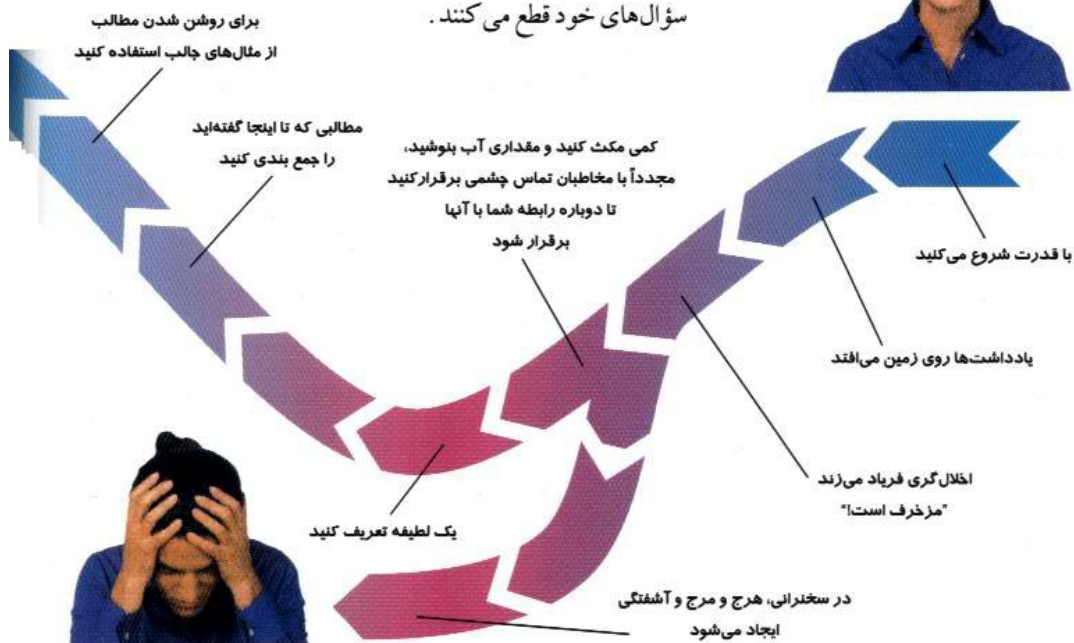 سؤال‌های خود قطع می‌کنند.
با قدرت شروع می‌کنید
یادداشت‌ها روی زمین می‌افتد
اخلال‌گری فریاد می‌زند
"مزخرف است!"
کمی مکث کنید و مقداری آب بنوشید،
مجدداً با مخاطبان تماس چشمی برقرار کنید
تا دوباره رابطه شما با آنها
برقرار شود
در سخنرانی، هرج و مرج و آشفتگی
ایجاد می‌شود
یک لطیفه تعریف کنید
مطالبی که تا اینجا گفته‌اید
را جمع بندی کنید
برای روشن شدن مطالب
از مثال‌های جالب استفاده کنید